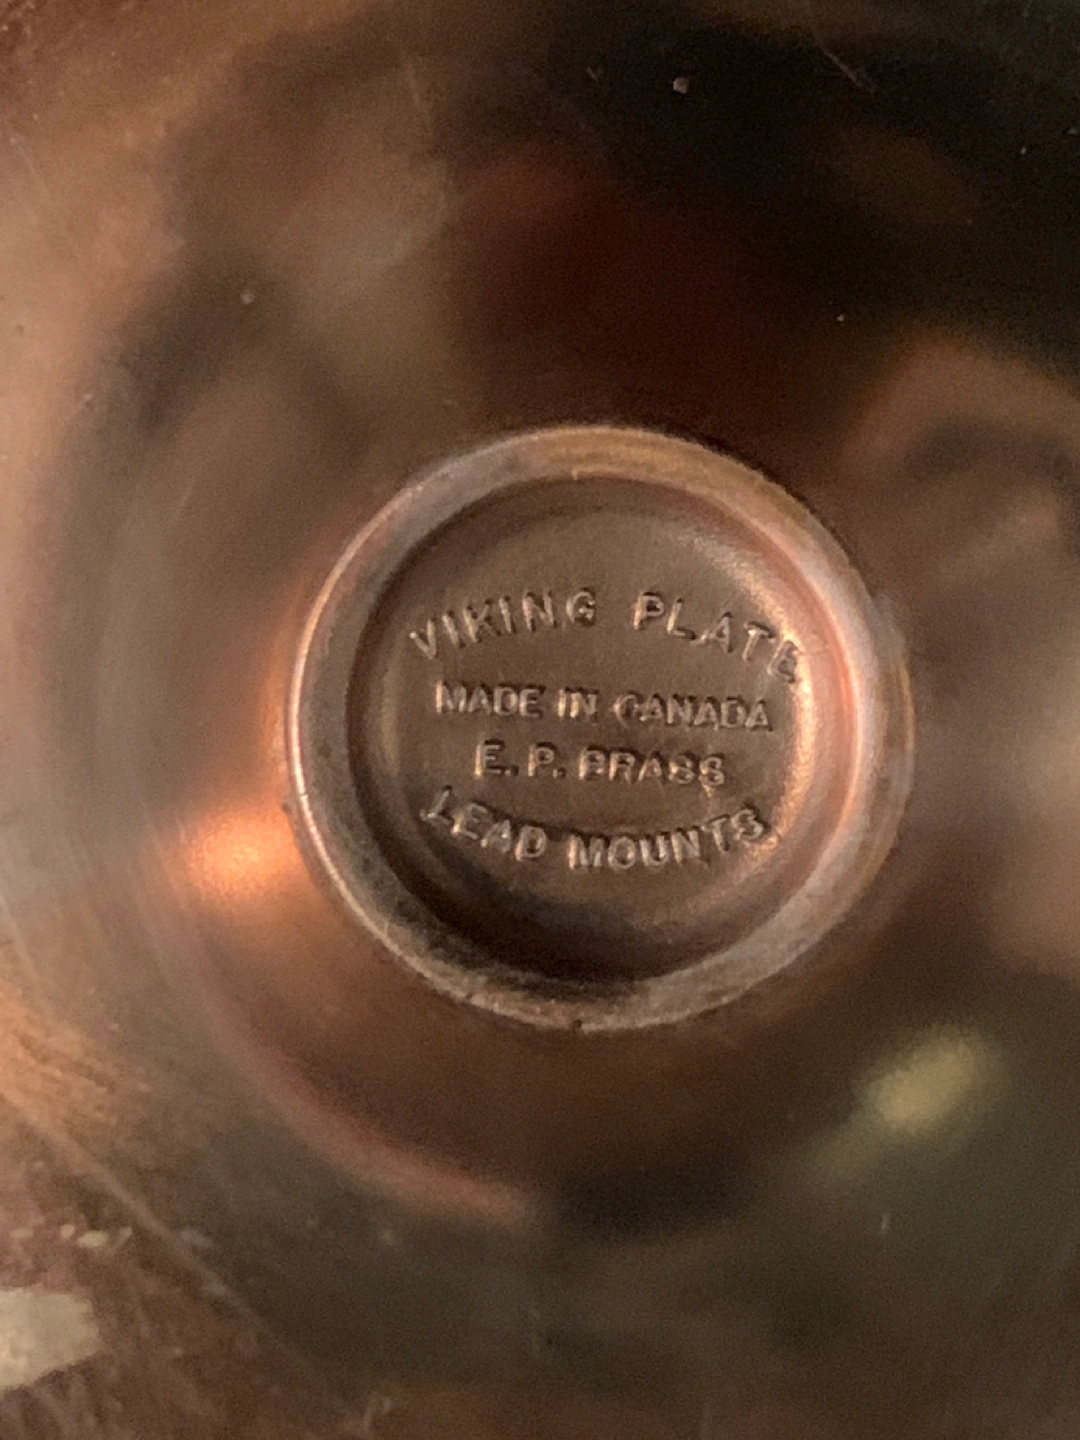 VIKING PLATE
MADE IN CANADA
E. P. BRASS
LEAD MOUNTS